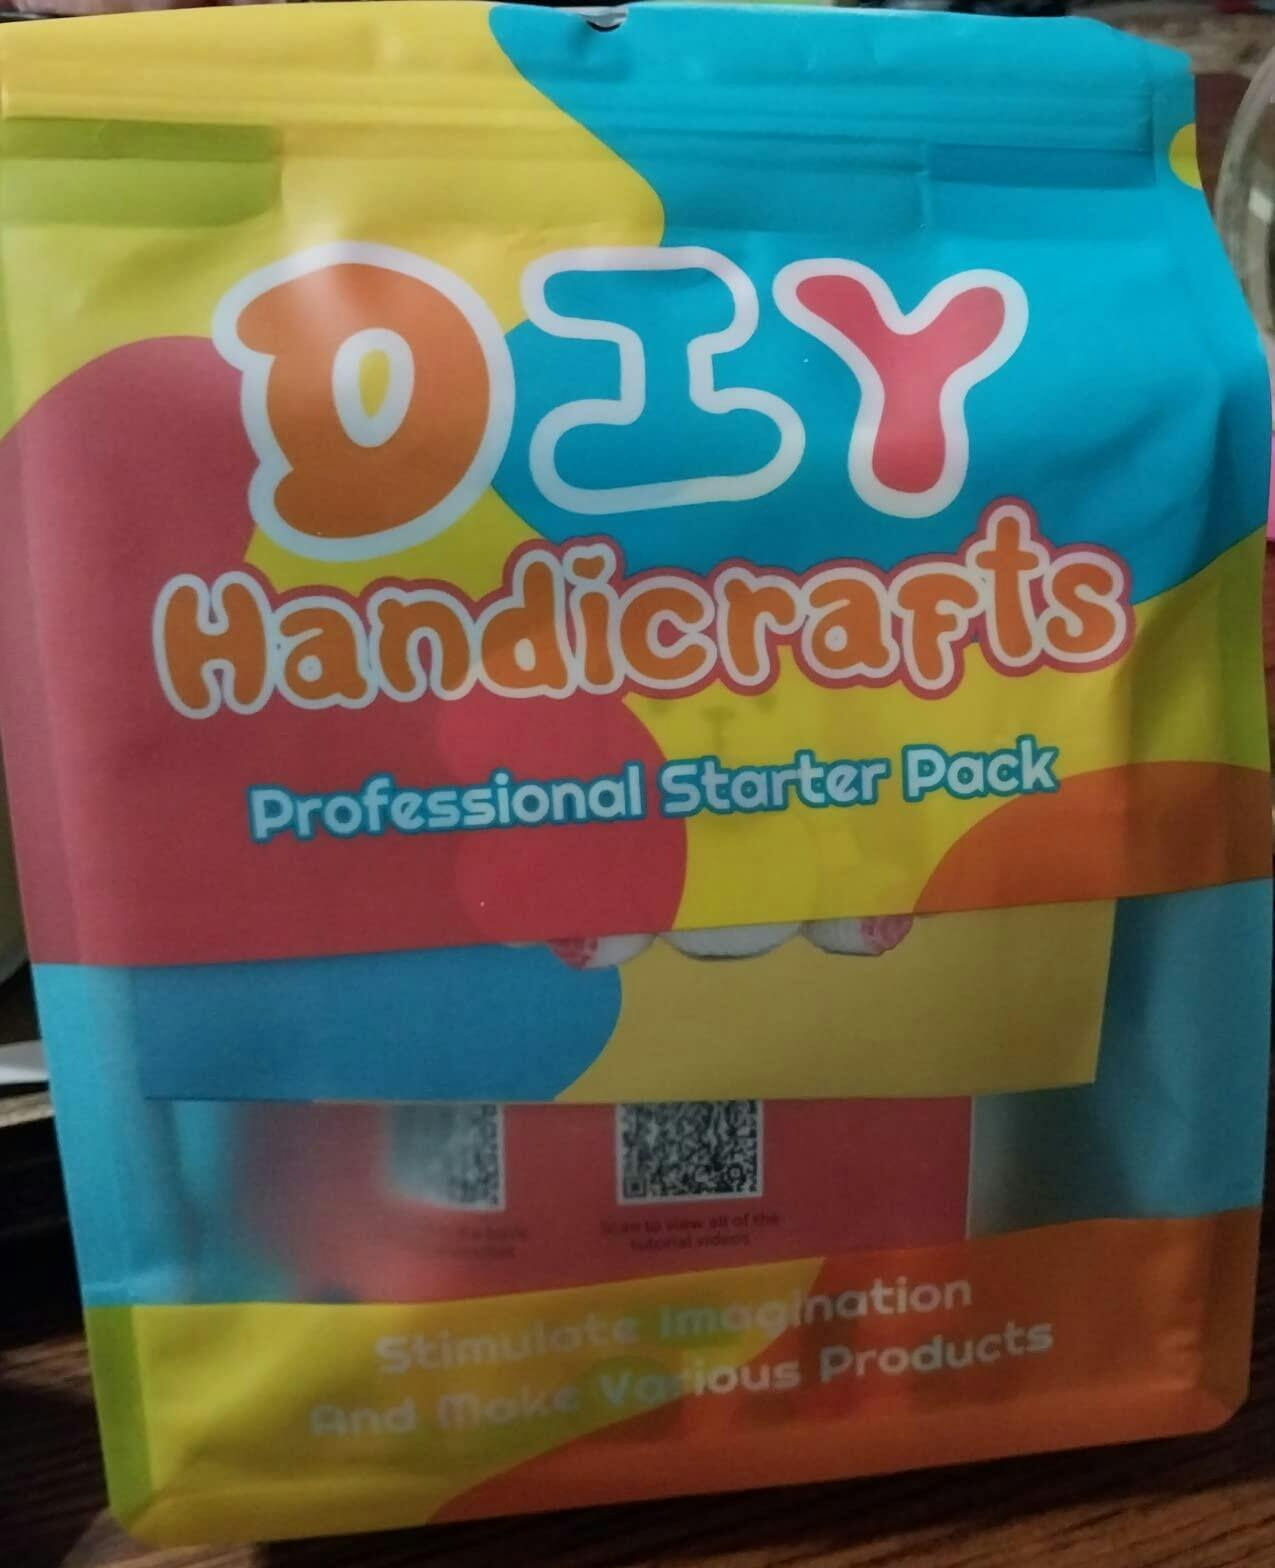 DIY
Handicrafts
Professional Starter Pack
Scan to view all of the
tutorial videos
Stimulate Imagination
And Make Various Products